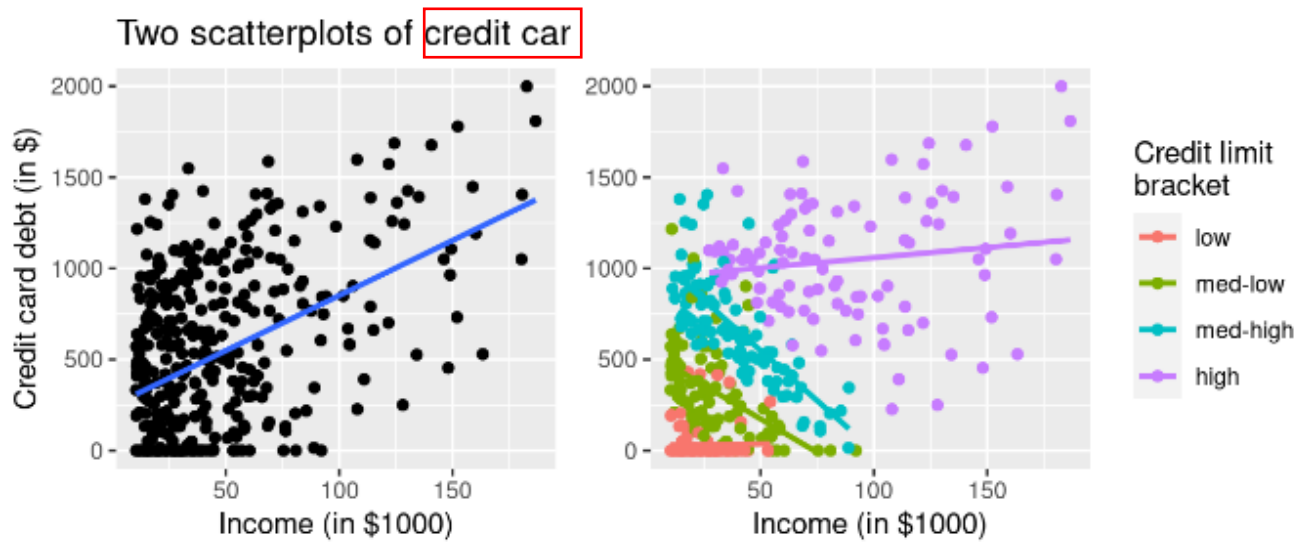 Two scatterplots of credit car
Credit card debt (in $)
2000
1500
1000
500
0
50 100 150
Income (in $1000)
2000
1500
1000
500
0
50 100 150
Income (in $1000)
Credit limit
bracket
low
med-low
med-high
high